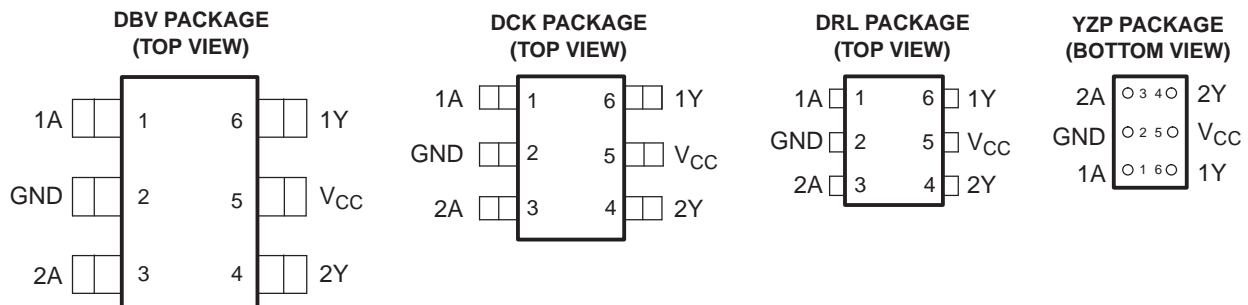 DBV PACKAGE
(TOP VIEW)
1A 1 6 1Y
GND 2 5 VCC
2A 3 4 2Y
DCK PACKAGE
(TOP VIEW)
1A 1 6 1Y
GND 2 5 VCC
2A 3 4 2Y
DRL PACKAGE
(TOP VIEW)
1A 1 6 1Y
GND 2 5 VCC
2A 3 4 2Y
YZP PACKAGE
(BOTTOM VIEW)
2A 3 4 2Y
GND 2 5 VCC
1A 1 6 1Y